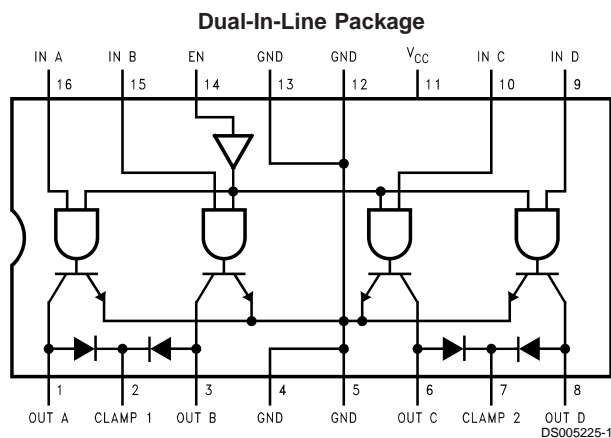 Dual-In-Line Package
IN A IN B EN GND GND VCC IN C IN D
16 15 14 13 12 11 10 9
1 2 3 4 5 6 7 8
OUT A CLAMP 1 OUT B GND GND OUT C CLAMP 2 OUT D
DS005225-1